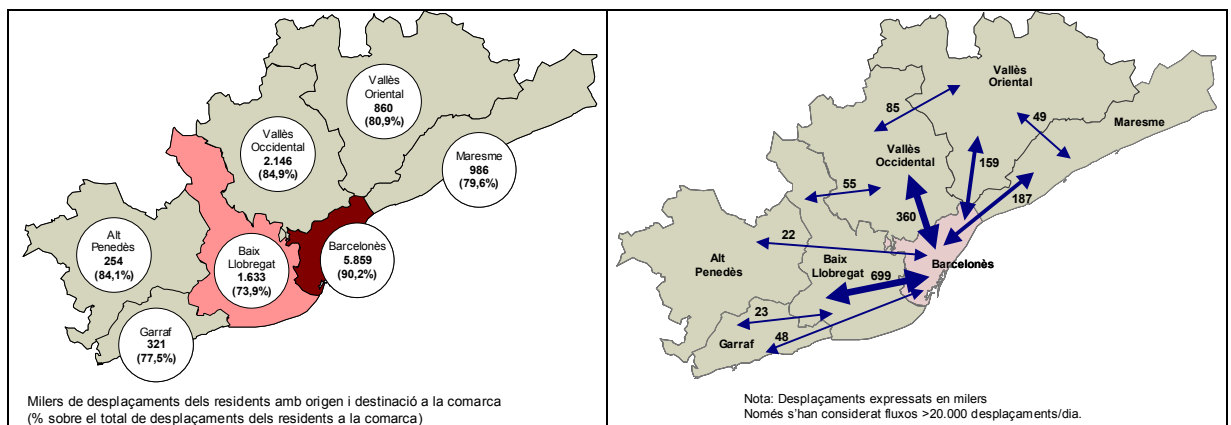 Vallès
Oriental
860
(80,9%)
Vallès
Occidental
2.146
(84,9%)
Maresme
986
(79,6%)
Alt
Penedès
254
(84,1%)
Baix
Llobregat
1.633
(73,9%)
Barcelonès
5.859
(90,2%)
Garraf
321
(77,5%)
Milers de desplaçaments dels residents amb origen i destinació a la comarca
(% sobre el total de desplaçaments dels residents a la comarca)
Vallès
Oriental
85
49
Maresme
Vallès
Occidental
159
55
187
360
22
Alt
Penedès
Baix
Llobregat
Barcelonès
699
23
48
Garraf
Nota: Desplaçaments expressats en milers
Només s'han considerat fluxos >20.000 desplaçaments/dia.